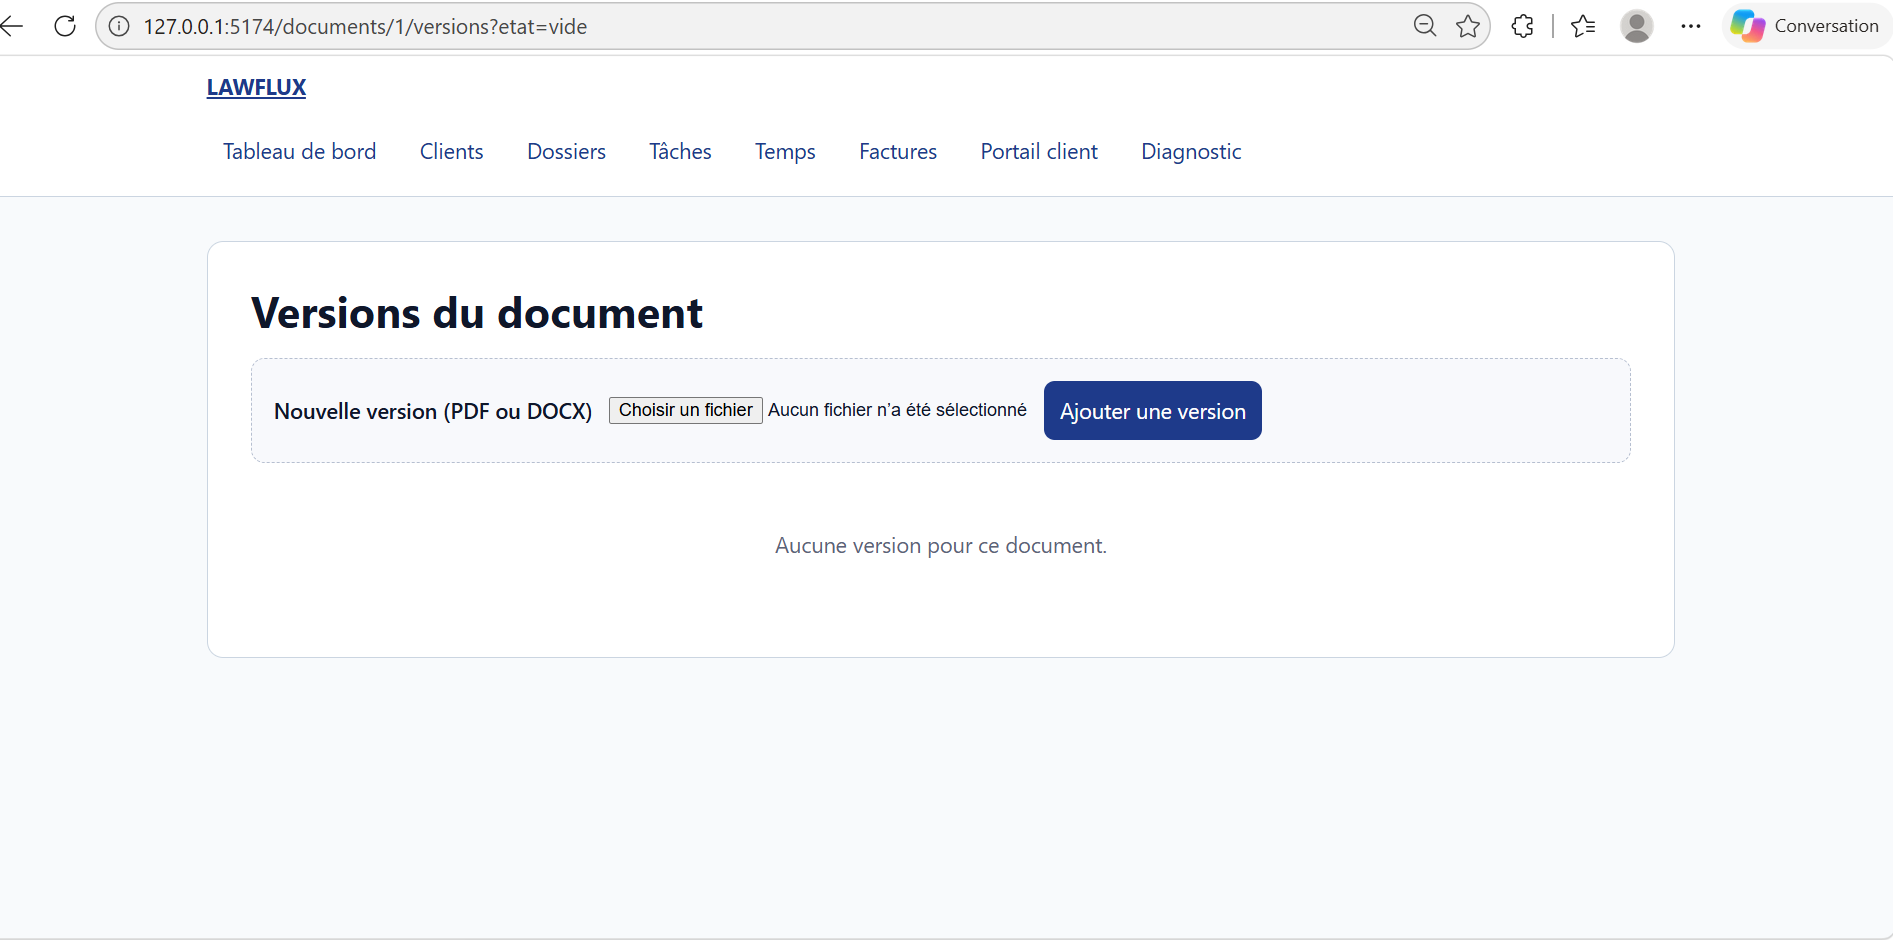 127.0.0.1:5174/documents/1/versions?etat=vide
Conversation
LAWFLUX
Tableau de bord Clients Dossiers Tâches Temps Factures Portail client Diagnostic
Versions du document
Nouvelle version (PDF ou DOCX) Choisir un fichier Aucun fichier n’a été sélectionné Ajouter une version
Aucune version pour ce document.